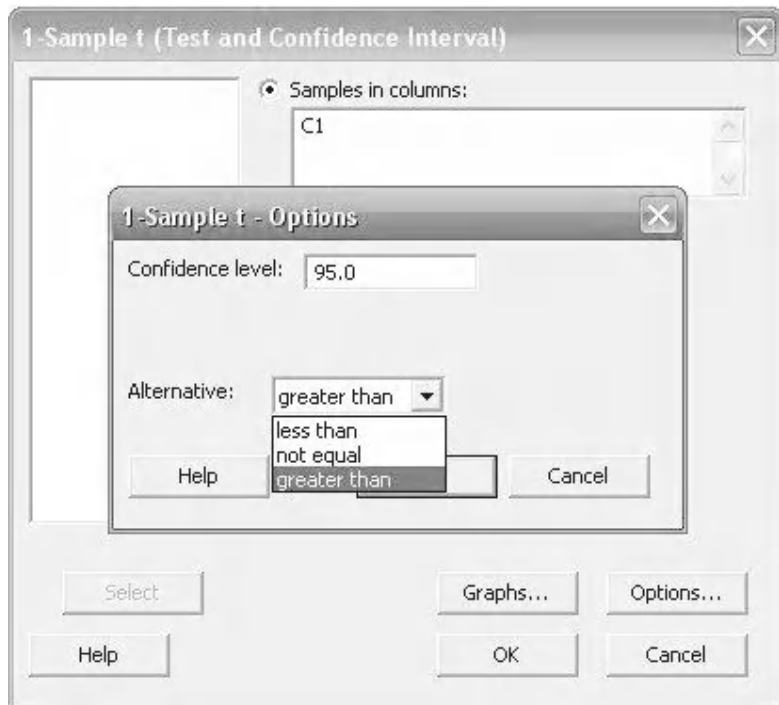 1-Sample t (Test and Confidence Interval)
Samples in columns:
C1
1-Sample t - Options
Confidence level: 95.0
Alternative: greater than
less than
not equal
greater than
Help Cancel
Select Graphs... Options...
Help OK Cancel